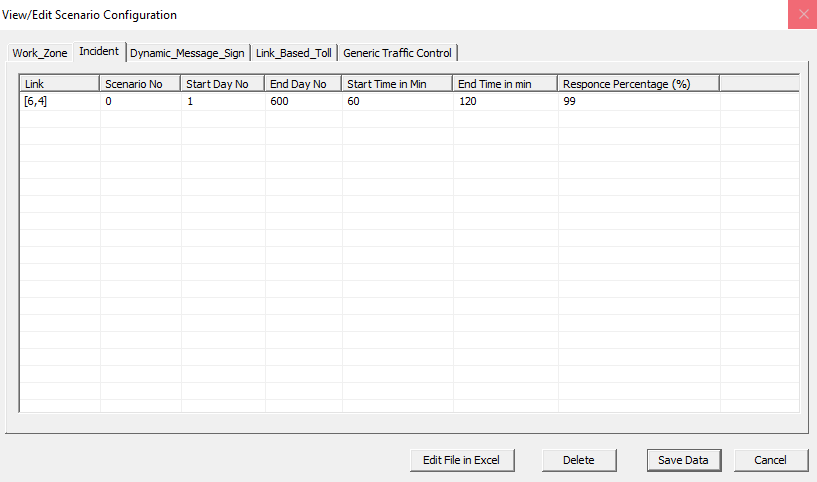 View/Edit Scenario Configuration
Work_Zone Incident Dynamic_Message_Sign Link_Based_Toll Generic Traffic Control
Link Scenario No Start Day No End Day No Start Time in Min End Time in min Responce Percentage (%)
[6,4] 0 1 600 60 120 99
Edit File in Excel Delete Save Data Cancel